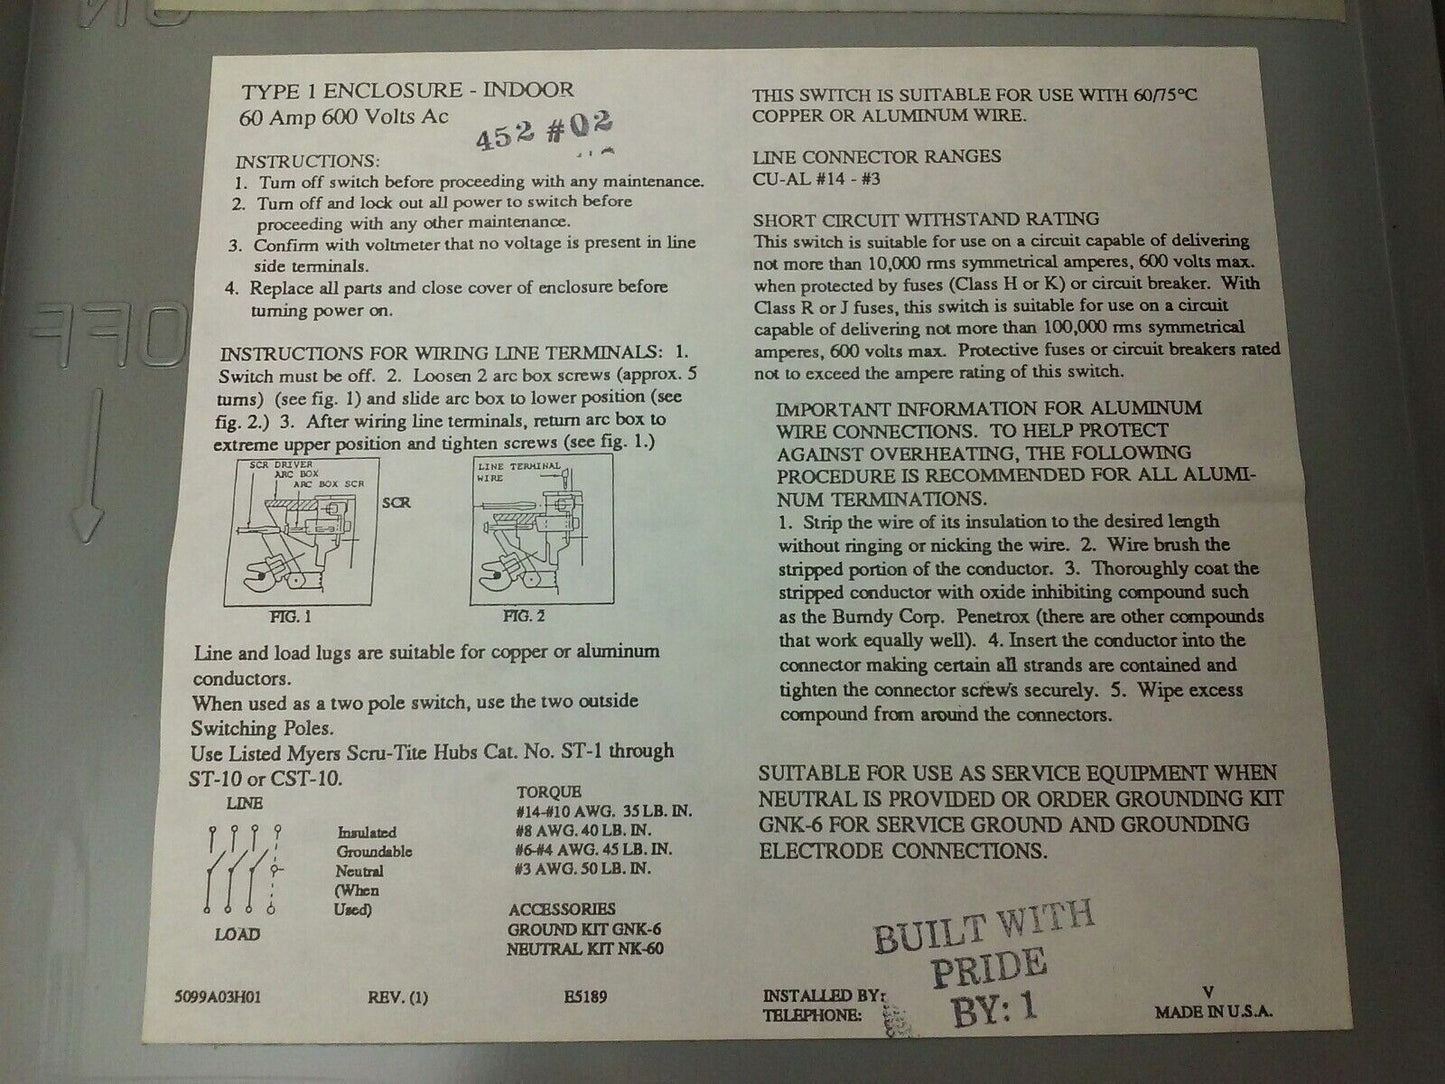 ON
OFF
TYPE 1 ENCLOSURE - INDOOR
60 Amp 600 Volts Ac
452 #02
INSTRUCTIONS:
1. Turn off switch before proceeding with any maintenance.
2. Turn off and lock out all power to switch before
proceeding with any other maintenance.
3. Confirm with voltmeter that no voltage is present in line
side terminals.
4. Replace all parts and close cover of enclosure before
turning power on.
INSTRUCTIONS FOR WIRING LINE TERMINALS: 1.
Switch must be off. 2. Loosen 2 arc box screws (approx. 5
turns) (see fig. 1) and slide arc box to lower position (see
fig. 2.) 3. After wiring line terminals, return arc box to
extreme upper position and tighten screws (see fig. 1.)
SCR DRIVER
ARC BOX
ARC BOX SCR
SCR
FIG. 1
LINE TERMINAL
WIRE
FIG. 2
Line and load lugs are suitable for copper or aluminum
conductors.
When used as a two pole switch, use the two outside
Switching Poles.
Use Listed Myers Scru-Tite Hubs Cat. No. ST-1 through
ST-10 or CST-10.
LINE
Insulated
Groundable
Neutral
(When
Used)
LOAD
TORQUE
#14-#10 AWG. 35 LB. IN.
#8 AWG. 40 LB. IN.
#6-#4 AWG. 45 LB. IN.
#3 AWG. 50 LB. IN.
ACCESSORIES
GROUND KIT GNK-6
NEUTRAL KIT NK-60
5099A03H01 REV. (1) E5189
THIS SWITCH IS SUITABLE FOR USE WITH 60/75°C
COPPER OR ALUMINUM WIRE.
LINE CONNECTOR RANGES
CU-AL #14 - #3
SHORT CIRCUIT WITHSTAND RATING
This switch is suitable for use on a circuit capable of delivering
not more than 10,000 rms symmetrical amperes, 600 volts max.
when protected by fuses (Class H or K) or circuit breaker. With
Class R or J fuses, this switch is suitable for use on a circuit
capable of delivering not more than 100,000 rms symmetrical
amperes, 600 volts max. Protective fuses or circuit breakers rated
not to exceed the ampere rating of this switch.
IMPORTANT INFORMATION FOR ALUMINUM
WIRE CONNECTIONS. TO HELP PROTECT
AGAINST OVERHEATING, THE FOLLOWING
PROCEDURE IS RECOMMENDED FOR ALL ALUMI-
NUM TERMINATIONS.
1. Strip the wire of its insulation to the desired length
without ringing or nicking the wire. 2. Wire brush the
stripped portion of the conductor. 3. Thoroughly coat the
stripped conductor with oxide inhibiting compound such
as the Burndy Corp. Penetrox (there are other compounds
that work equally well). 4. Insert the conductor into the
connector making certain all strands are contained and
tighten the connector screws securely. 5. Wipe excess
compound from around the connectors.
SUITABLE FOR USE AS SERVICE EQUIPMENT WHEN
NEUTRAL IS PROVIDED OR ORDER GROUNDING KIT
GNK-6 FOR SERVICE GROUND AND GROUNDING
ELECTRODE CONNECTIONS.
BUILT WITH
PRIDE
BY: 1
INSTALLED BY:
TELEPHONE:
V
MADE IN U.S.A.